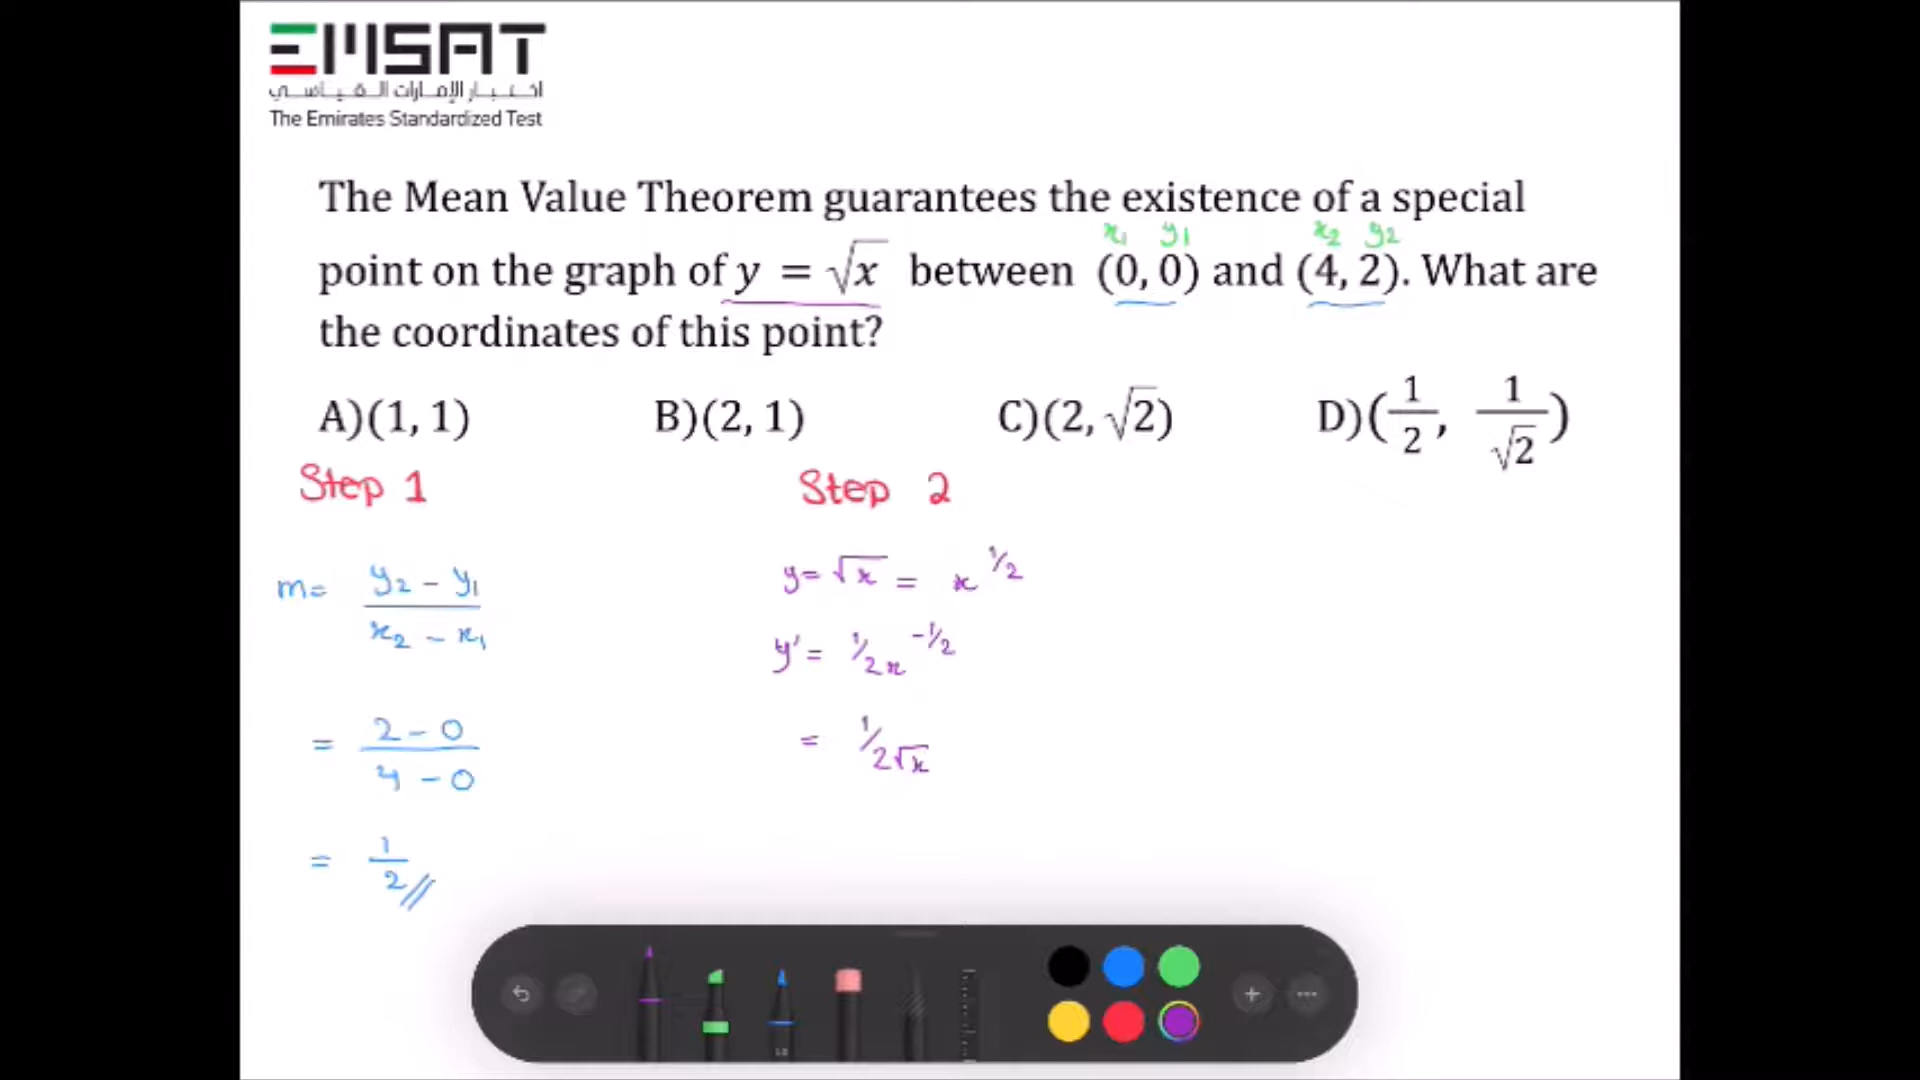 EMSAT
اختبار الإمارات القياسي
The Emirates Standardized Test
The Mean Value Theorem guarantees the existence of a special
x₁ y₁ x₂ y₂
point on the graph of y = √x between (0, 0) and (4, 2). What are
the coordinates of this point?
A)(1, 1) B)(2, 1) C)(2, √2) D)(1/2, 1/√2)
Step 1
m= y₂ - y₁ / x₂ - x₁
= 2 - 0 / 4 - 0
= 1/2 //
Step 2
y= √x = x^1/2
y' = 1/2x^-1/2
= 1/2√x